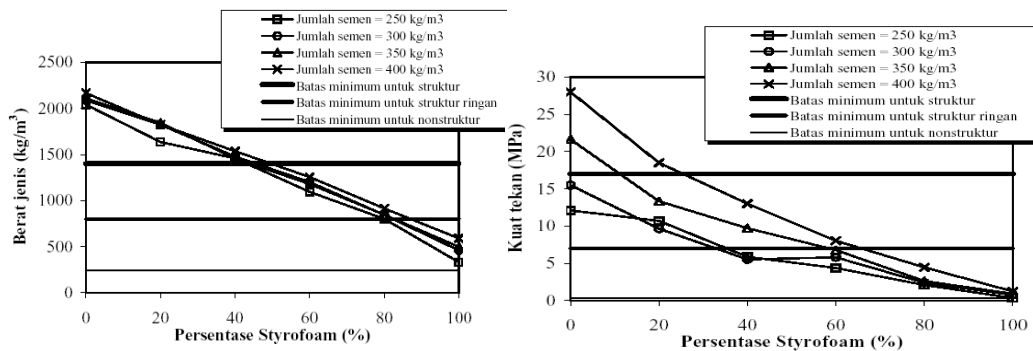 Jumlah semen = 250 kg/m3
Jumlah semen = 300 kg/m3
Jumlah semen = 350 kg/m3
Jumlah semen = 400 kg/m3
Batas minimum untuk struktur
Batas minimum untuk struktur ringan
Batas minimum untuk nonstruktur
2500
2000
1500
1000
500
0
Berat jenis (kg/m³)
0 20 40 60 80 100
Persentase Styrofoam (%)
Jumlah semen = 250 kg/m3
Jumlah semen = 300 kg/m3
Jumlah semen = 350 kg/m3
Jumlah semen = 400 kg/m3
Batas minimum untuk struktur
Batas minimum untuk struktur ringan
Batas minimum untuk nonstruktur
30
25
20
15
10
5
0
Kuat tekan (MPa)
0 20 40 60 80 100
Persentase Styrofoam (%)